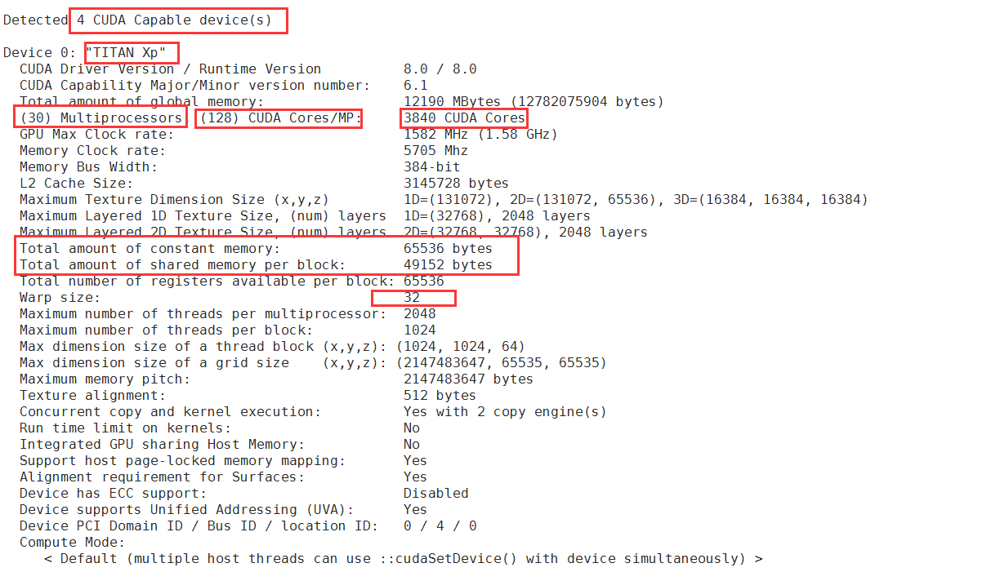 Detected 4 CUDA Capable device(s)
Device 0: "TITAN Xp"
CUDA Driver Version / Runtime Version 8.0 / 8.0
CUDA Capability Major/Minor version number: 6.1
Total amount of global memory: 12190 MBytes (12782075904 bytes)
(30) Multiprocessors (128) CUDA Cores/MP: 3840 CUDA Cores
GPU Max Clock rate: 1582 MHz (1.58 GHz)
Memory Clock rate: 5705 Mhz
Memory Bus Width: 384-bit
L2 Cache Size: 3145728 bytes
Maximum Texture Dimension Size (x,y,z) 1D=(131072), 2D=(131072, 65536), 3D=(16384, 16384, 16384)
Maximum Layered 1D Texture Size, (num) layers 1D=(32768), 2048 layers
Maximum Layered 2D Texture Size, (num) layers 2D=(32768, 32768), 2048 layers
Total amount of constant memory: 65536 bytes
Total amount of shared memory per block: 49152 bytes
Total number of registers available per block: 65536
Warp size: 32
Maximum number of threads per multiprocessor: 2048
Maximum number of threads per block: 1024
Max dimension size of a thread block (x,y,z): (1024, 1024, 64)
Max dimension size of a grid size (x,y,z): (2147483647, 65535, 65535)
Maximum memory pitch: 2147483647 bytes
Texture alignment: 512 bytes
Concurrent copy and kernel execution: Yes with 2 copy engine(s)
Run time limit on kernels: No
Integrated GPU sharing Host Memory: No
Support host page-locked memory mapping: Yes
Alignment requirement for Surfaces: Yes
Device has ECC support: Disabled
Device supports Unified Addressing (UVA): Yes
Device PCI Domain ID / Bus ID / location ID: 0 / 4 / 0
Compute Mode:
< Default (multiple host threads can use ::cudaSetDevice() with device simultaneously) >